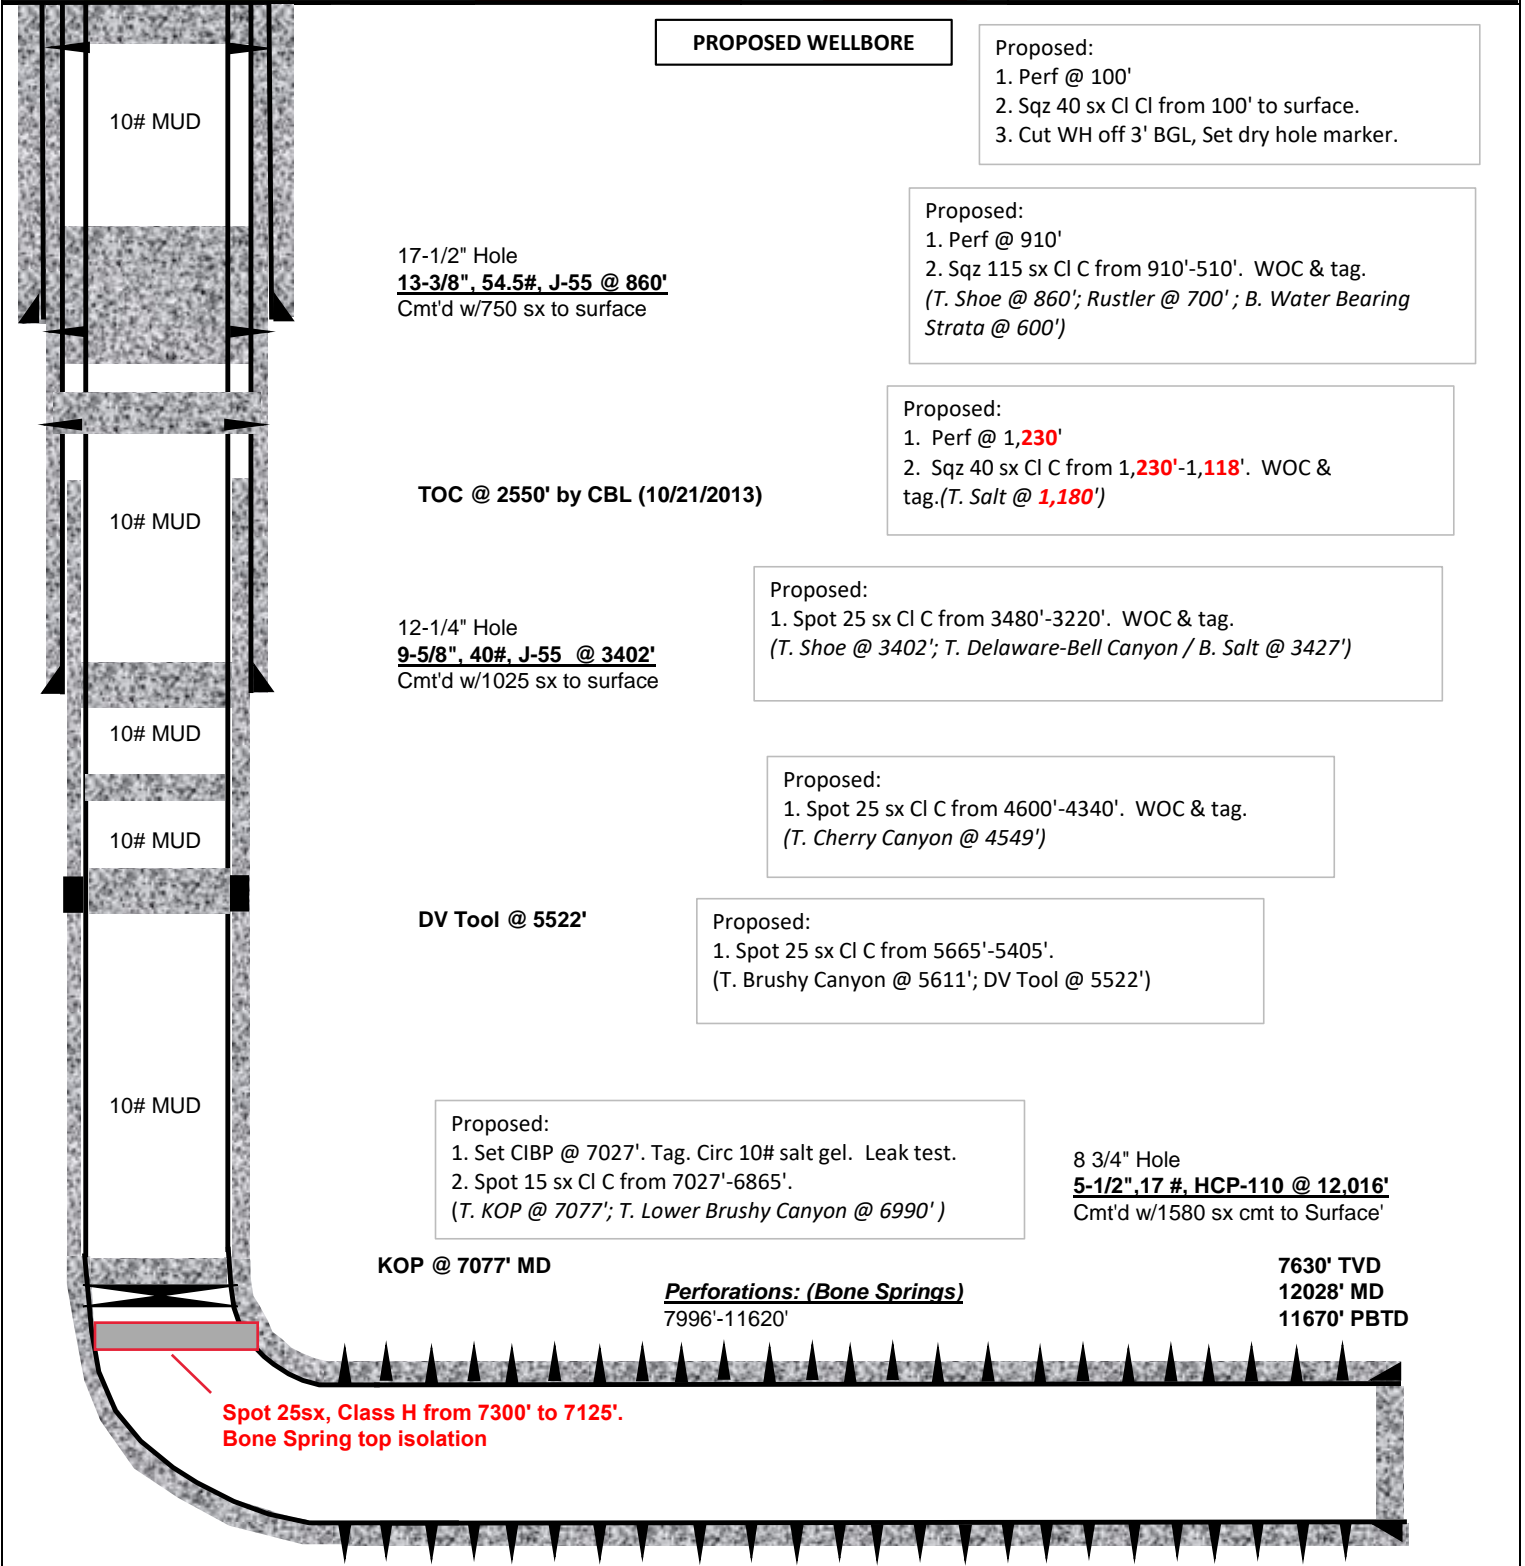 PROPOSED WELLBORE
Proposed:
1. Perf @ 100'
2. Sqz 40 sx Cl Cl from 100' to surface.
3. Cut WH off 3' BGL, Set dry hole marker.
10# MUD
Proposed:
1. Perf @ 910'
2. Sqz 115 sx Cl C from 910'-510'. WOC & tag.
(T. Shoe @ 860'; Rustler @ 700' ; B. Water Bearing
Strata @ 600')
17-1/2" Hole
13-3/8", 54.5#, J-55 @ 860'
Cmt'd w/750 sx to surface
Proposed:
1. Perf @ 1,230'
2. Sqz 40 sx Cl C from 1,230'-1,118'. WOC &
tag.(T. Salt @ 1,180')
TOC @ 2550' by CBL (10/21/2013)
10# MUD
Proposed:
1. Spot 25 sx Cl C from 3480'-3220'. WOC & tag.
(T. Shoe @ 3402'; T. Delaware-Bell Canyon / B. Salt @ 3427')
12-1/4" Hole
9-5/8", 40#, J-55 @ 3402'
Cmt'd w/1025 sx to surface
10# MUD
Proposed:
1. Spot 25 sx Cl C from 4600'-4340'. WOC & tag.
(T. Cherry Canyon @ 4549')
10# MUD
DV Tool @ 5522'
Proposed:
1. Spot 25 sx Cl C from 5665'-5405'.
(T. Brushy Canyon @ 5611'; DV Tool @ 5522')
10# MUD
Proposed:
1. Set CIBP @ 7027'. Tag. Circ 10# salt gel. Leak test.
2. Spot 15 sx Cl C from 7027'-6865'.
(T. KOP @ 7077'; T. Lower Brushy Canyon @ 6990' )
8 3/4" Hole
5-1/2",17 #, HCP-110 @ 12,016'
Cmt'd w/1580 sx cmt to Surface'
KOP @ 7077' MD
Perforations: (Bone Springs)
7996'-11620'
7630' TVD
12028' MD
11670' PBTD
Spot 25sx, Class H from 7300' to 7125'.
Bone Spring top isolation